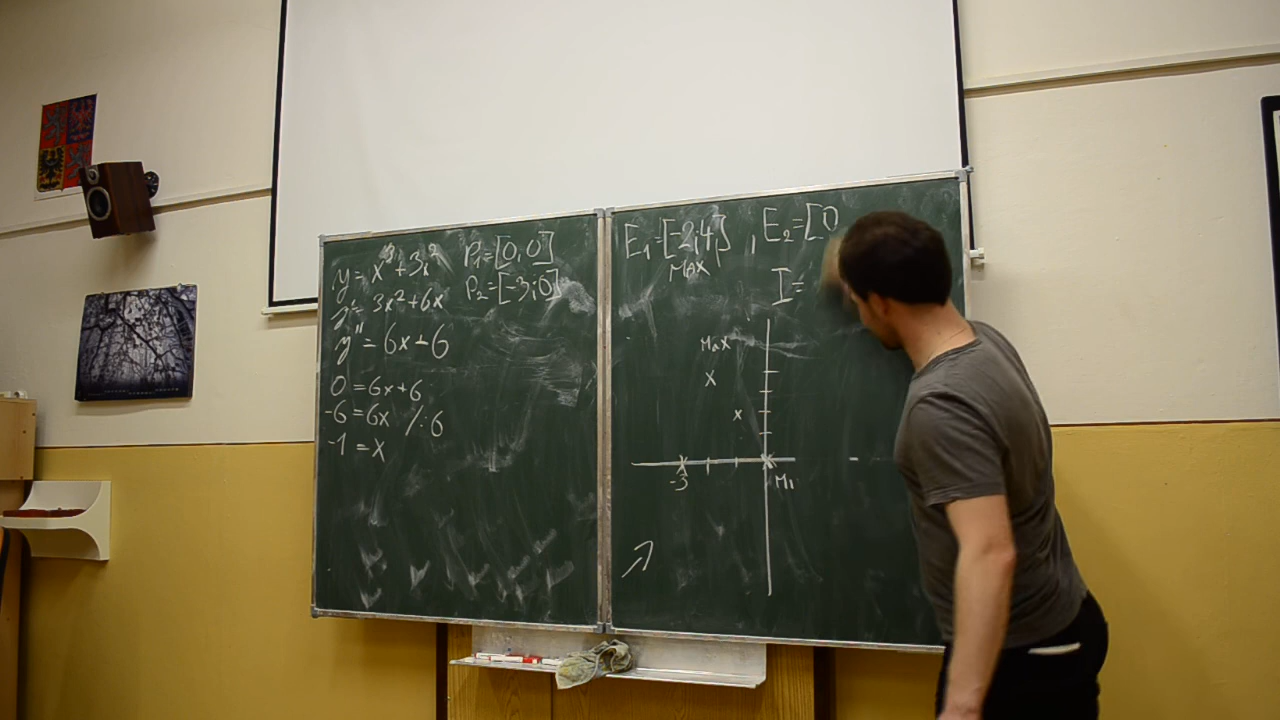 y = x³+3x² P₁=[0,0]
y' = 3x²+6x P₂=[-3;0]
y'' = 6x+6
0 = 6x+6
-6 = 6x /:6
-1 = x
E₁=[-2;4] , E₂=[0
MAX
I=
Max
x
x
-3